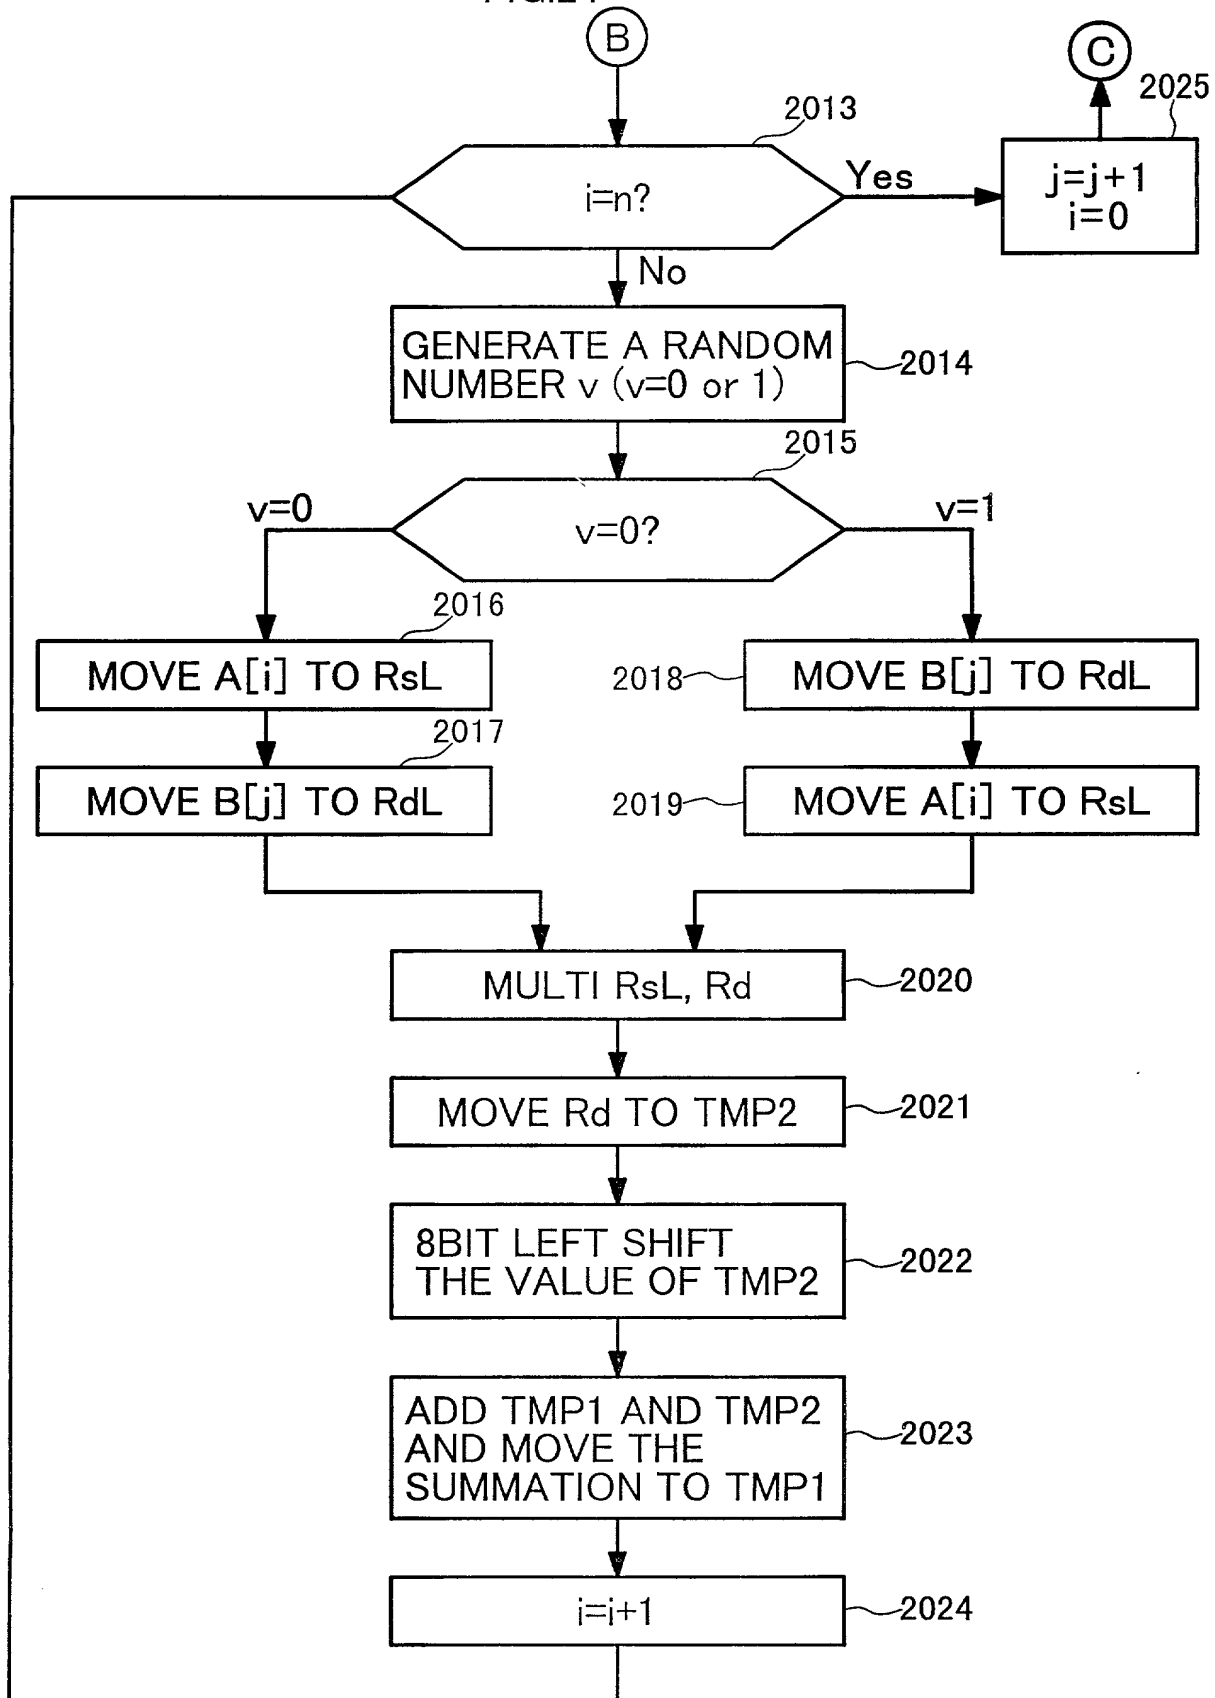 B
C
2013
2025
i=n?
Yes
j=j+1
i=0
No
GENERATE A RANDOM
NUMBER v (v=0 or 1)
2014
2015
v=0
v=0?
v=1
2016
MOVE A[i] TO RsL
2018
MOVE B[j] TO RdL
2017
MOVE B[j] TO RdL
2019
MOVE A[i] TO RsL
MULTI RsL, Rd
2020
MOVE Rd TO TMP2
2021
8BIT LEFT SHIFT
THE VALUE OF TMP2
2022
ADD TMP1 AND TMP2
AND MOVE THE
SUMMATION TO TMP1
2023
i=i+1
2024